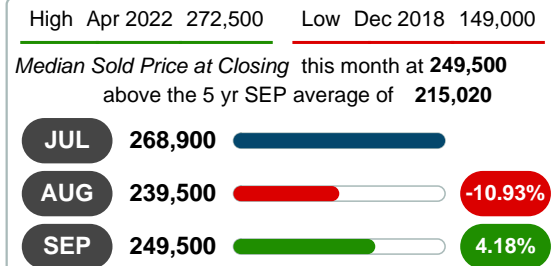 High Apr 2022 272,500 Low Dec 2018 149,000
Median Sold Price at Closing this month at 249,500
above the 5 yr SEP average of 215,020
JUL 268,900
AUG 239,500 -10.93%
SEP 249,500 4.18%